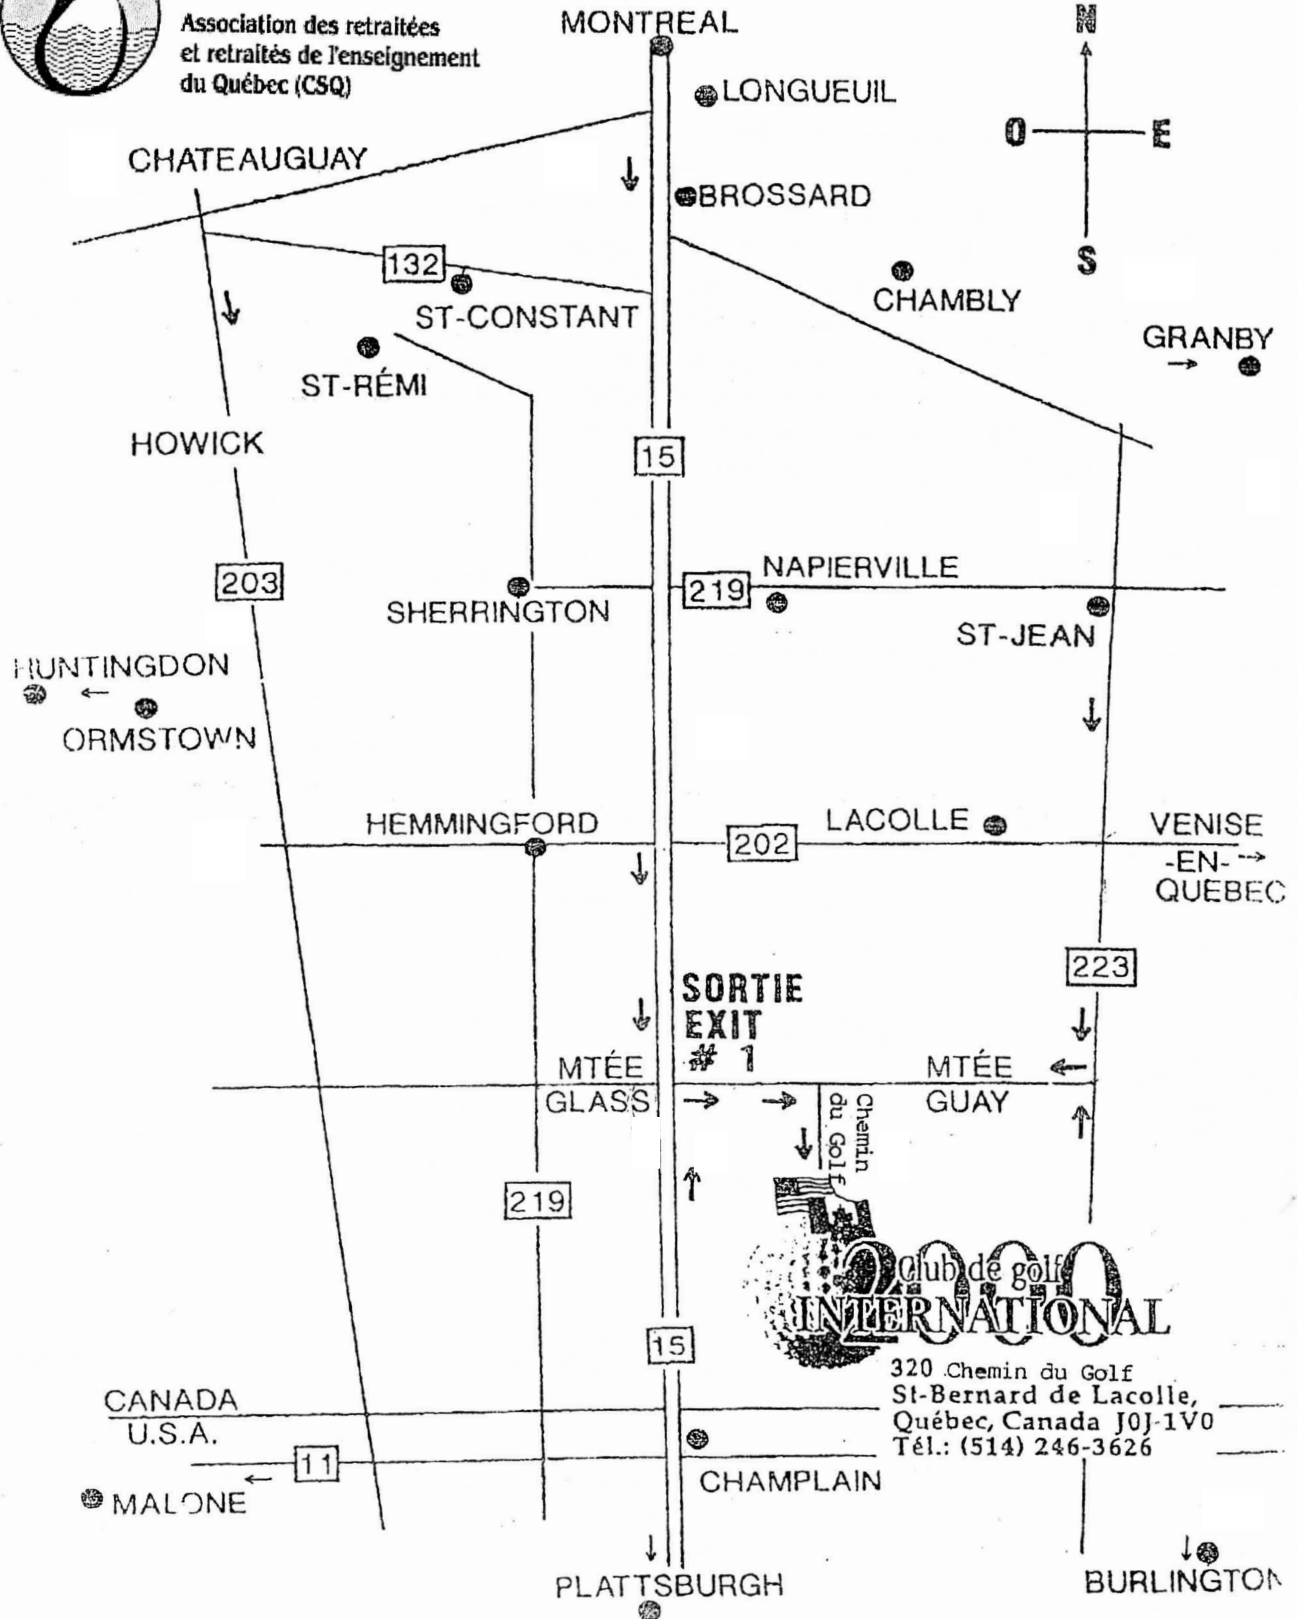 Association des retraitées
et retraités de l'enseignement
du Québec (CSQ)
MONTREAL
N
LONGUEUIL
O
E
CHATEAUGUAY
BROSSARD
132
S
ST-CONSTANT
CHAMBLY
GRANBY
ST-RÉMI
HOWICK
15
203
SHERRINGTON
219
NAPIERVILLE
ST-JEAN
HUNTINGDON
ORMSTOWN
HEMMINGFORD
202
LACOLLE
VENISE
-EN-
QUEBEC
223
SORTIE
EXIT
# 1
MTÉE
GLASS
MTÉE
GUAY
Chemin
du Golf
219
2000
Club de golf
INTERNATIONAL
15
320 Chemin du Golf
St-Bernard de Lacolle,
Québec, Canada J0J-1V0
Tél.: (514) 246-3626
CANADA
U.S.A.
11
MALONE
CHAMPLAIN
PLATTSBURGH
BURLINGTON